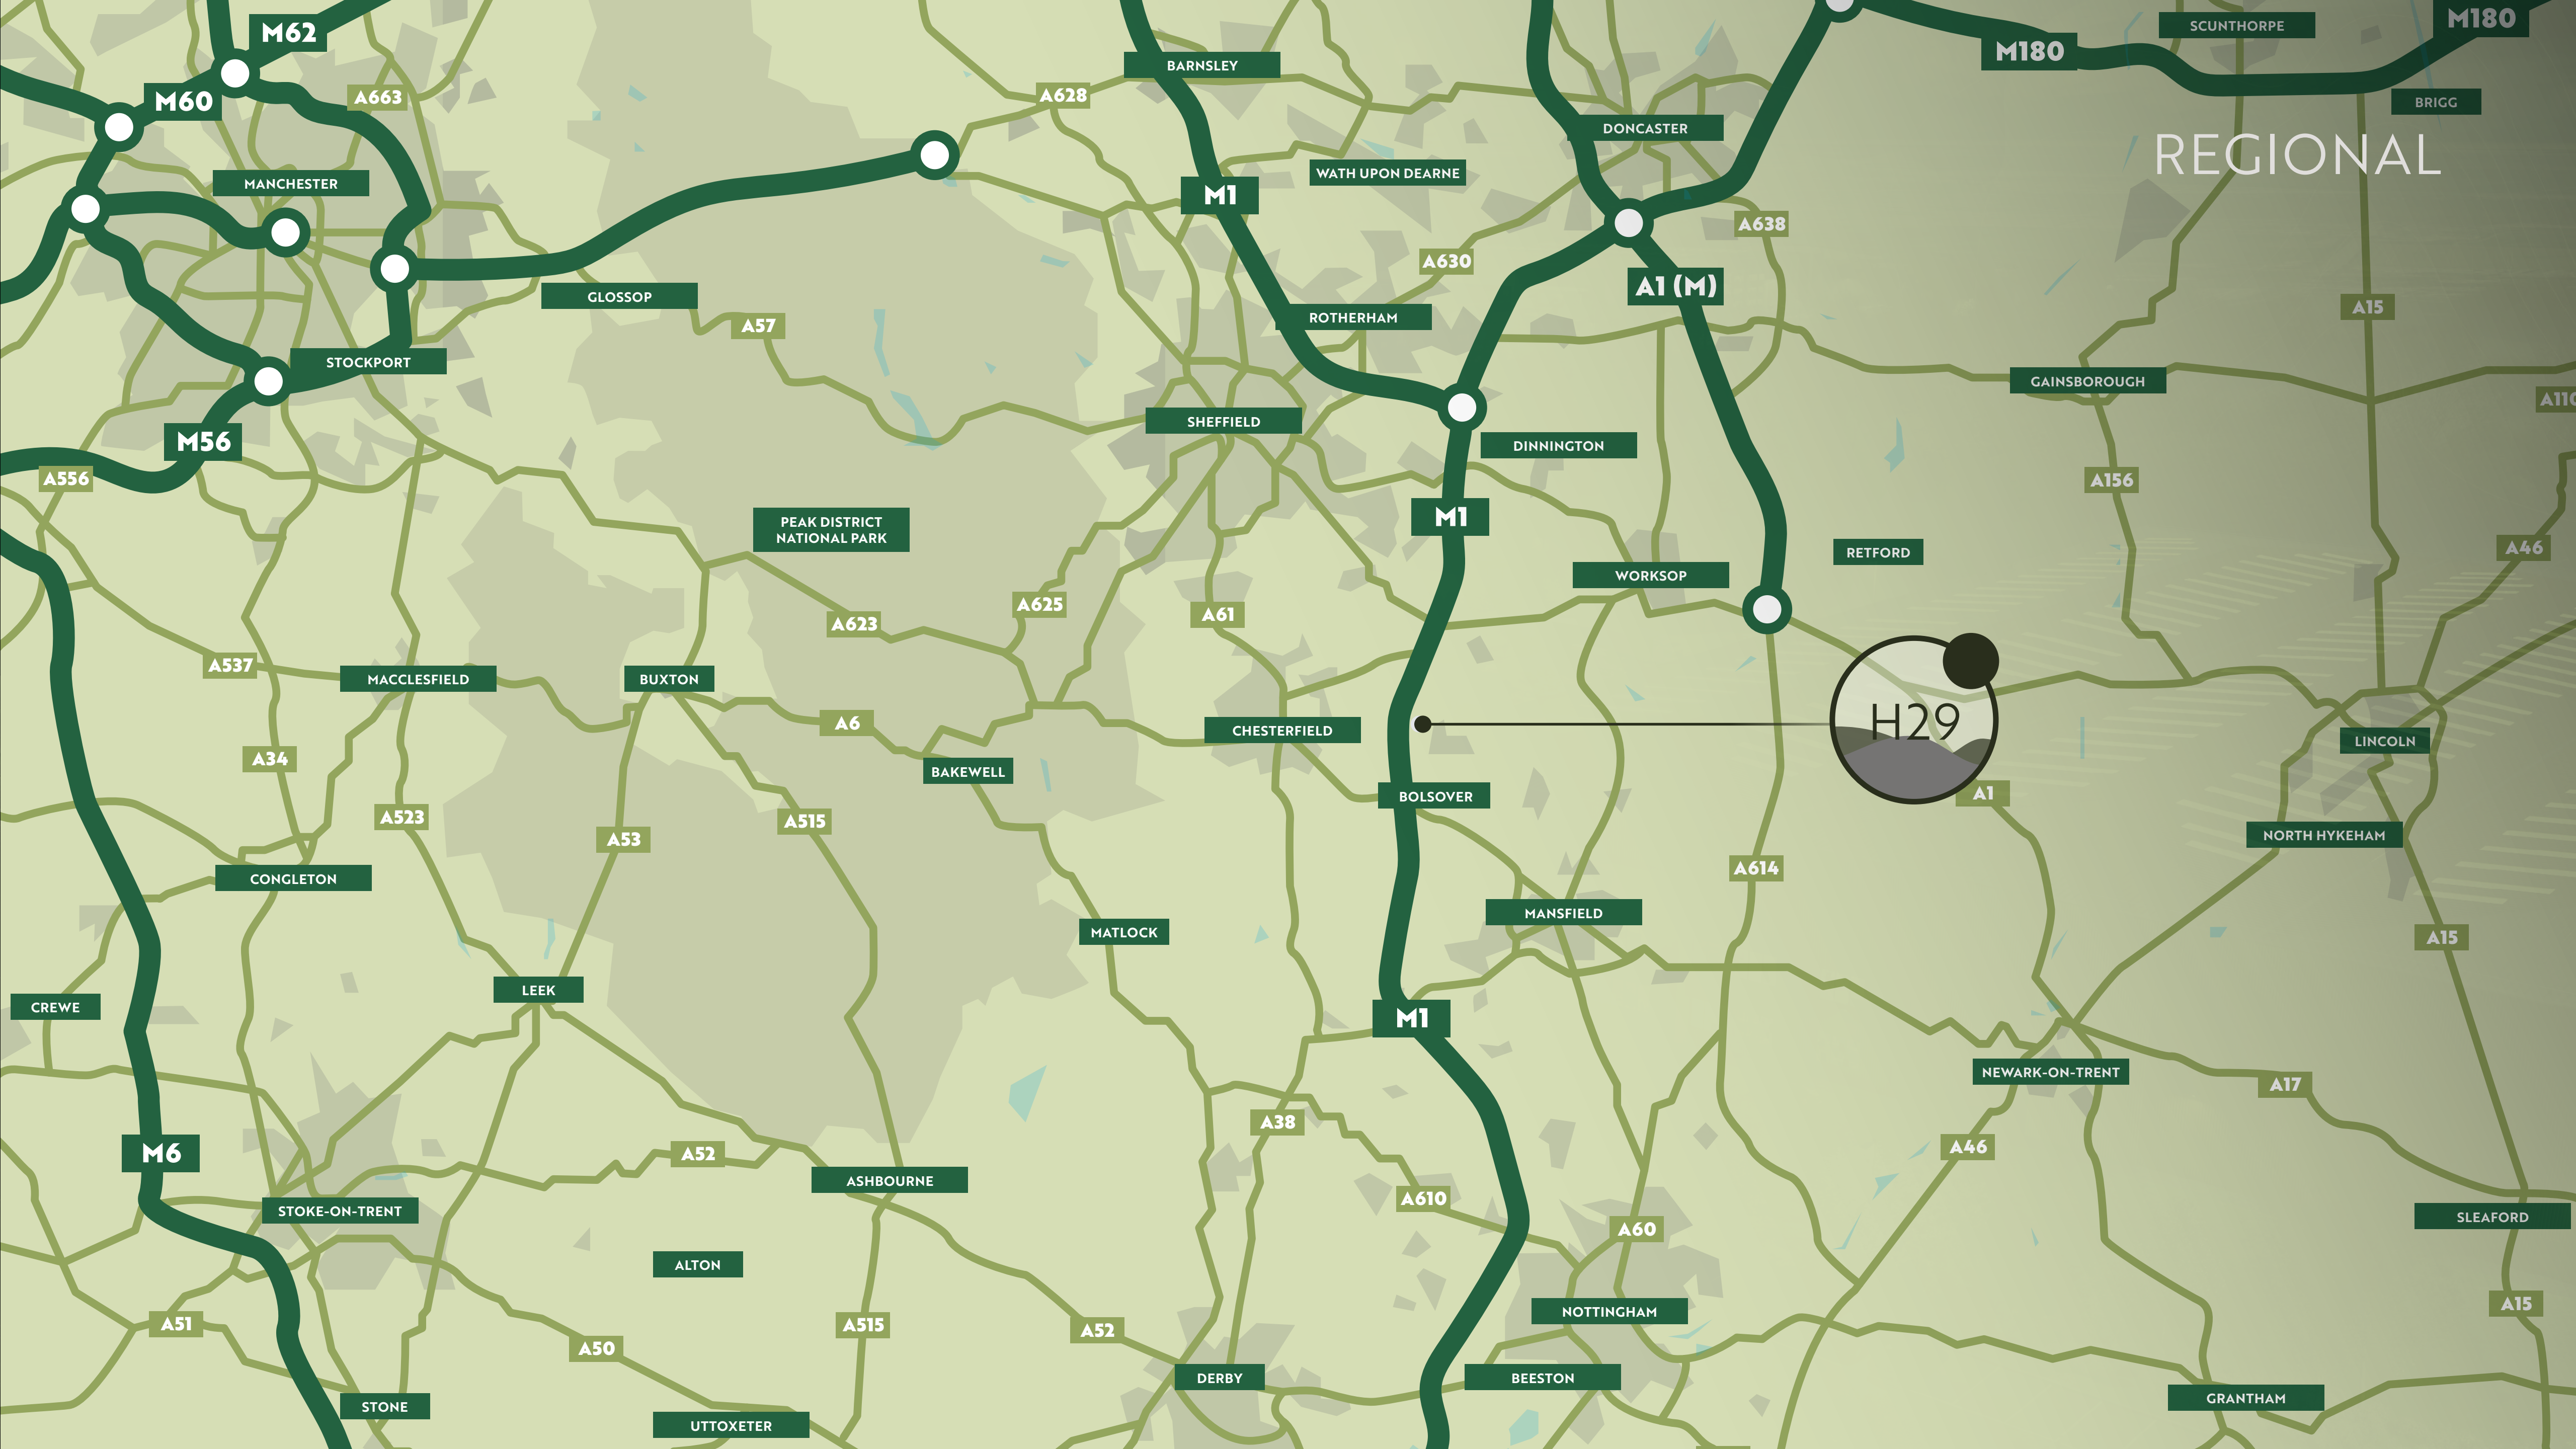 M62
M180
SCUNTHORPE
M180
BARNSLEY
M60
A663
A628
BRIGG
DONCASTER
REGIONAL
MANCHESTER
M1
WATH UPON DEARNE
A638
A630
A1 (M)
GLOSSOP
A57
ROTHERHAM
A15
STOCKPORT
GAINSBOROUGH
SHEFFIELD
M56
DINNINGTON
A556
A156
M1
PEAK DISTRICT
NATIONAL PARK
RETFORD
A46
WORKSOP
A625
A61
A623
A537
MACCLESFIELD
BUXTON
A6
CHESTERFIELD
H29
LINCOLN
A34
BAKEWELL
BOLSOVER
A1
A523
A515
A53
NORTH HYKEHAM
CONGLETON
A614
MANSFIELD
MATLOCK
A15
LEEK
CREWE
M1
NEWARK-ON-TRENT
A17
A38
A46
M6
A52
ASHBOURNE
A610
STOKE-ON-TRENT
A60
SLEAFORD
ALTON
A15
NOTTINGHAM
A51
A515
A52
A50
DERBY
BEESTON
GRANTHAM
STONE
UTTOXETER